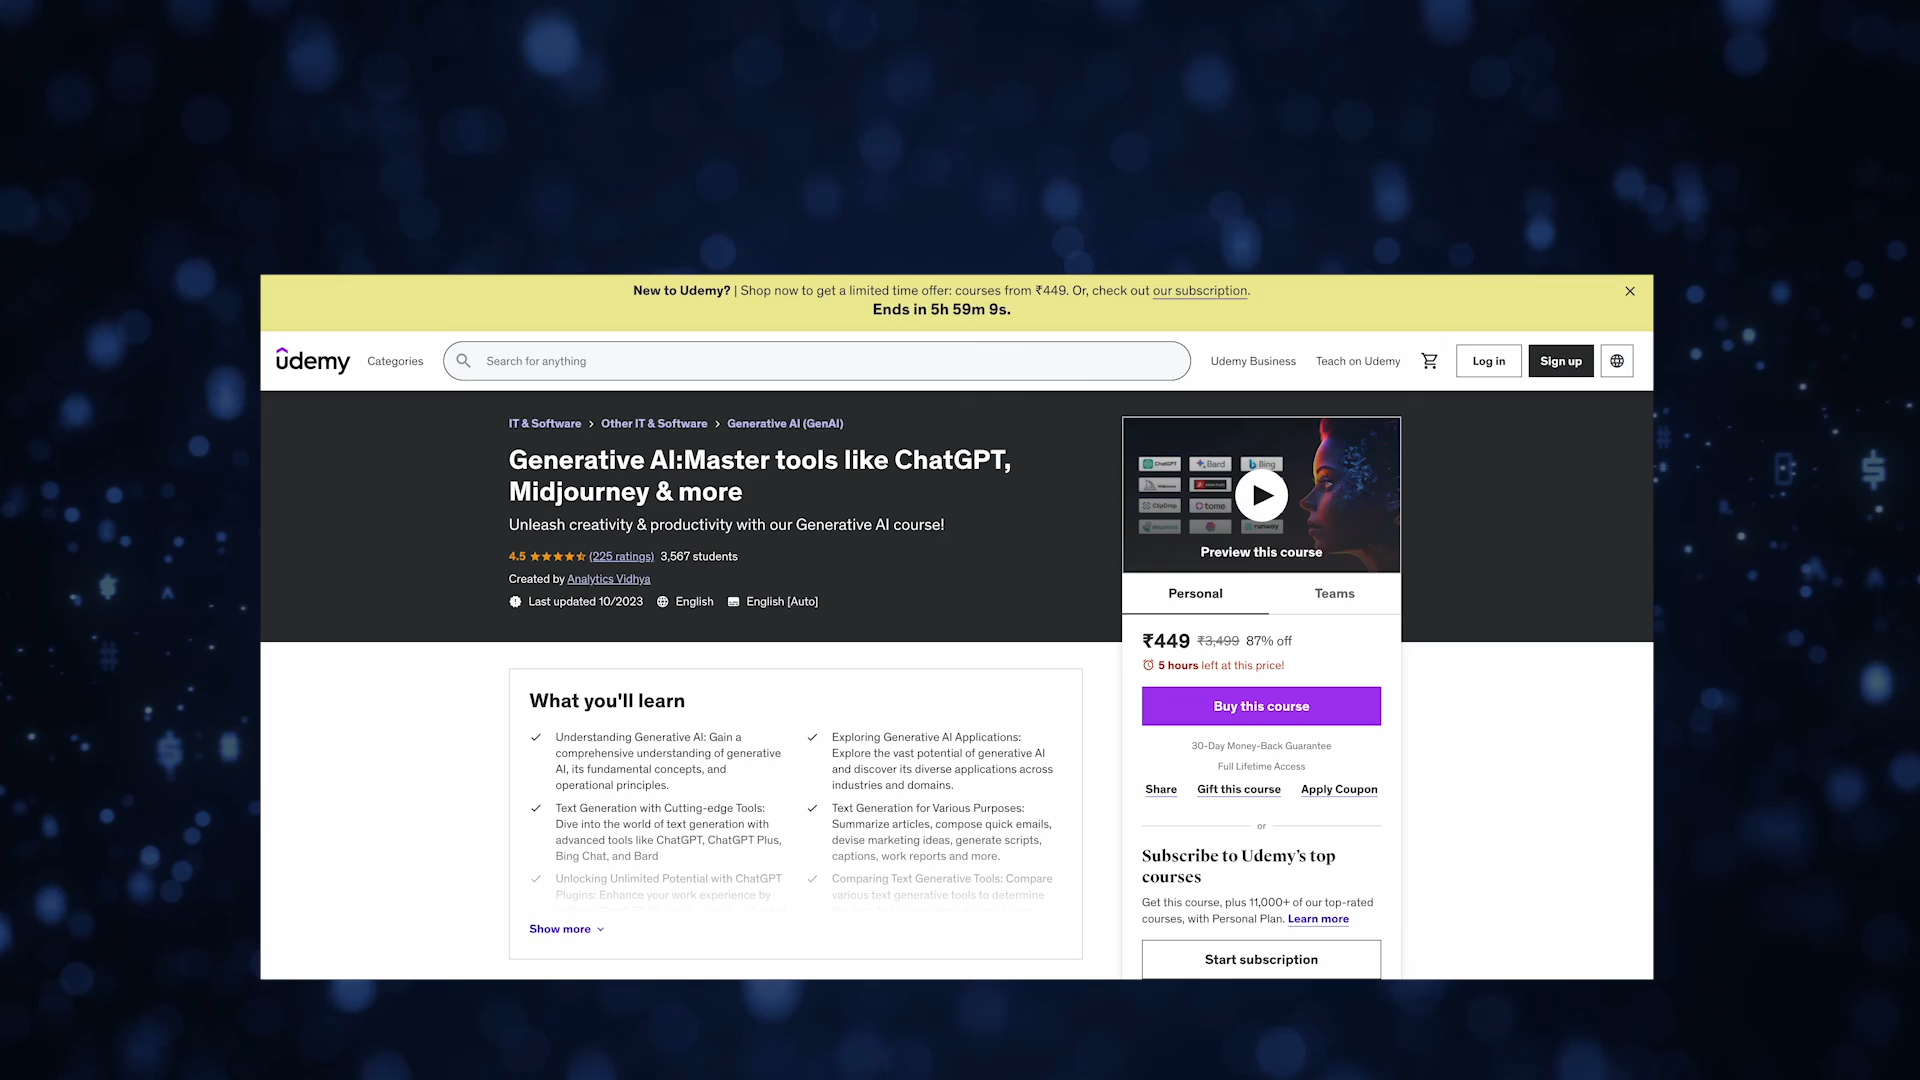 New to Udemy? | Shop now to get a limited time offer: courses from ₹449. Or, check out our subscription.
Ends in 5h 59m 9s.
udemy
Categories
Search for anything
Udemy Business
Teach on Udemy
Log in
Sign up
IT & Software > Other IT & Software > Generative AI (GenAI)
Generative AI:Master tools like ChatGPT,
Midjourney & more
Unleash creativity & productivity with our Generative AI course!
4.5 (225 ratings) 3,567 students
Created by Analytics Vidhya
Last updated 10/2023 English English [Auto]
ChatGPT Bard Bing
ClipDrop tome
runway
Preview this course
Personal Teams
₹449 ₹3,499 87% off
5 hours left at this price!
Buy this course
30-Day Money-Back Guarantee
Full Lifetime Access
Share Gift this course Apply Coupon
or
Subscribe to Udemy's top
courses
Get this course, plus 11,000+ of our top-rated
courses, with Personal Plan. Learn more
Start subscription
What you'll learn
Understanding Generative AI: Gain a
comprehensive understanding of generative
AI, its fundamental concepts, and
operational principles.
Exploring Generative AI Applications:
Explore the vast potential of generative AI
and discover its diverse applications across
industries and domains.
Text Generation with Cutting-edge Tools:
Dive into the world of text generation with
advanced tools like ChatGPT, ChatGPT Plus,
Bing Chat, and Bard
Text Generation for Various Purposes:
Summarize articles, compose quick emails,
devise marketing ideas, generate scripts,
captions, work reports and more.
Unlocking Unlimited Potential with ChatGPT
Plugins: Enhance your work experience by
Comparing Text Generative Tools: Compare
various text generative tools to determine
Show more